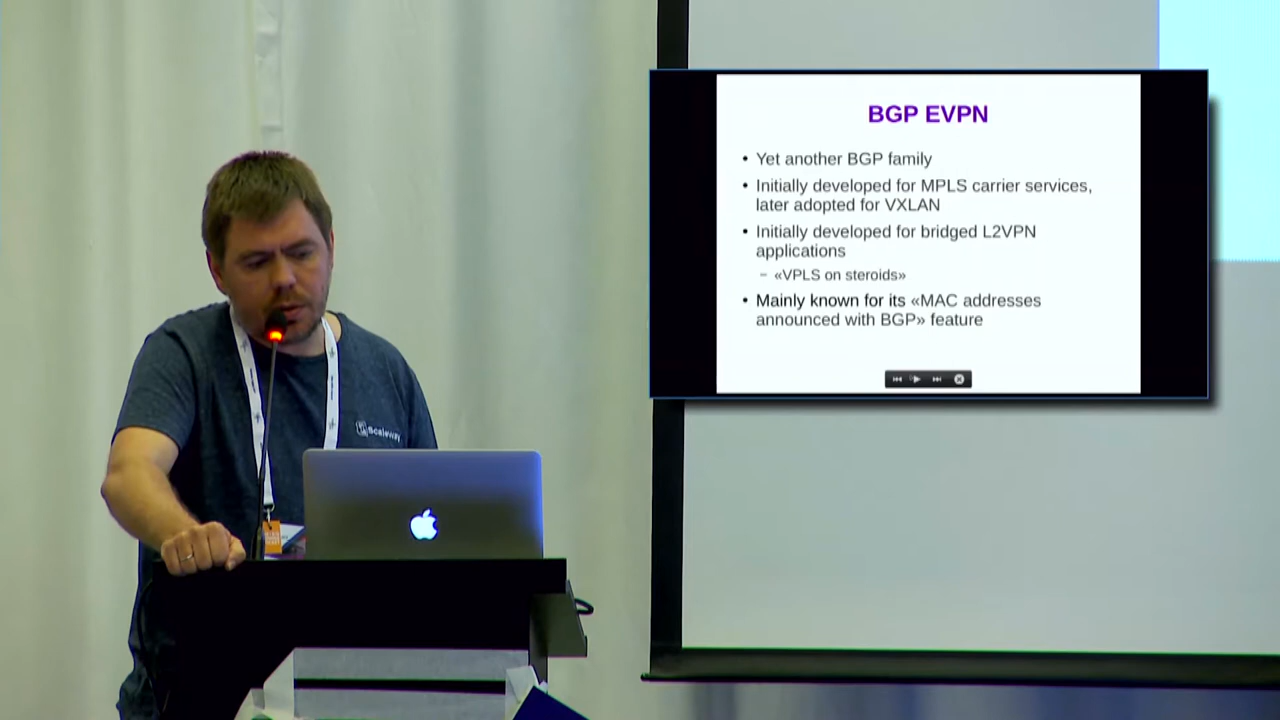 BGP EVPN
• Yet another BGP family
• Initially developed for MPLS carrier services,
later adopted for VXLAN
• Initially developed for bridged L2VPN
applications
– «VPLS on steroids»
• Mainly known for its «MAC addresses
announced with BGP» feature
Scaleway